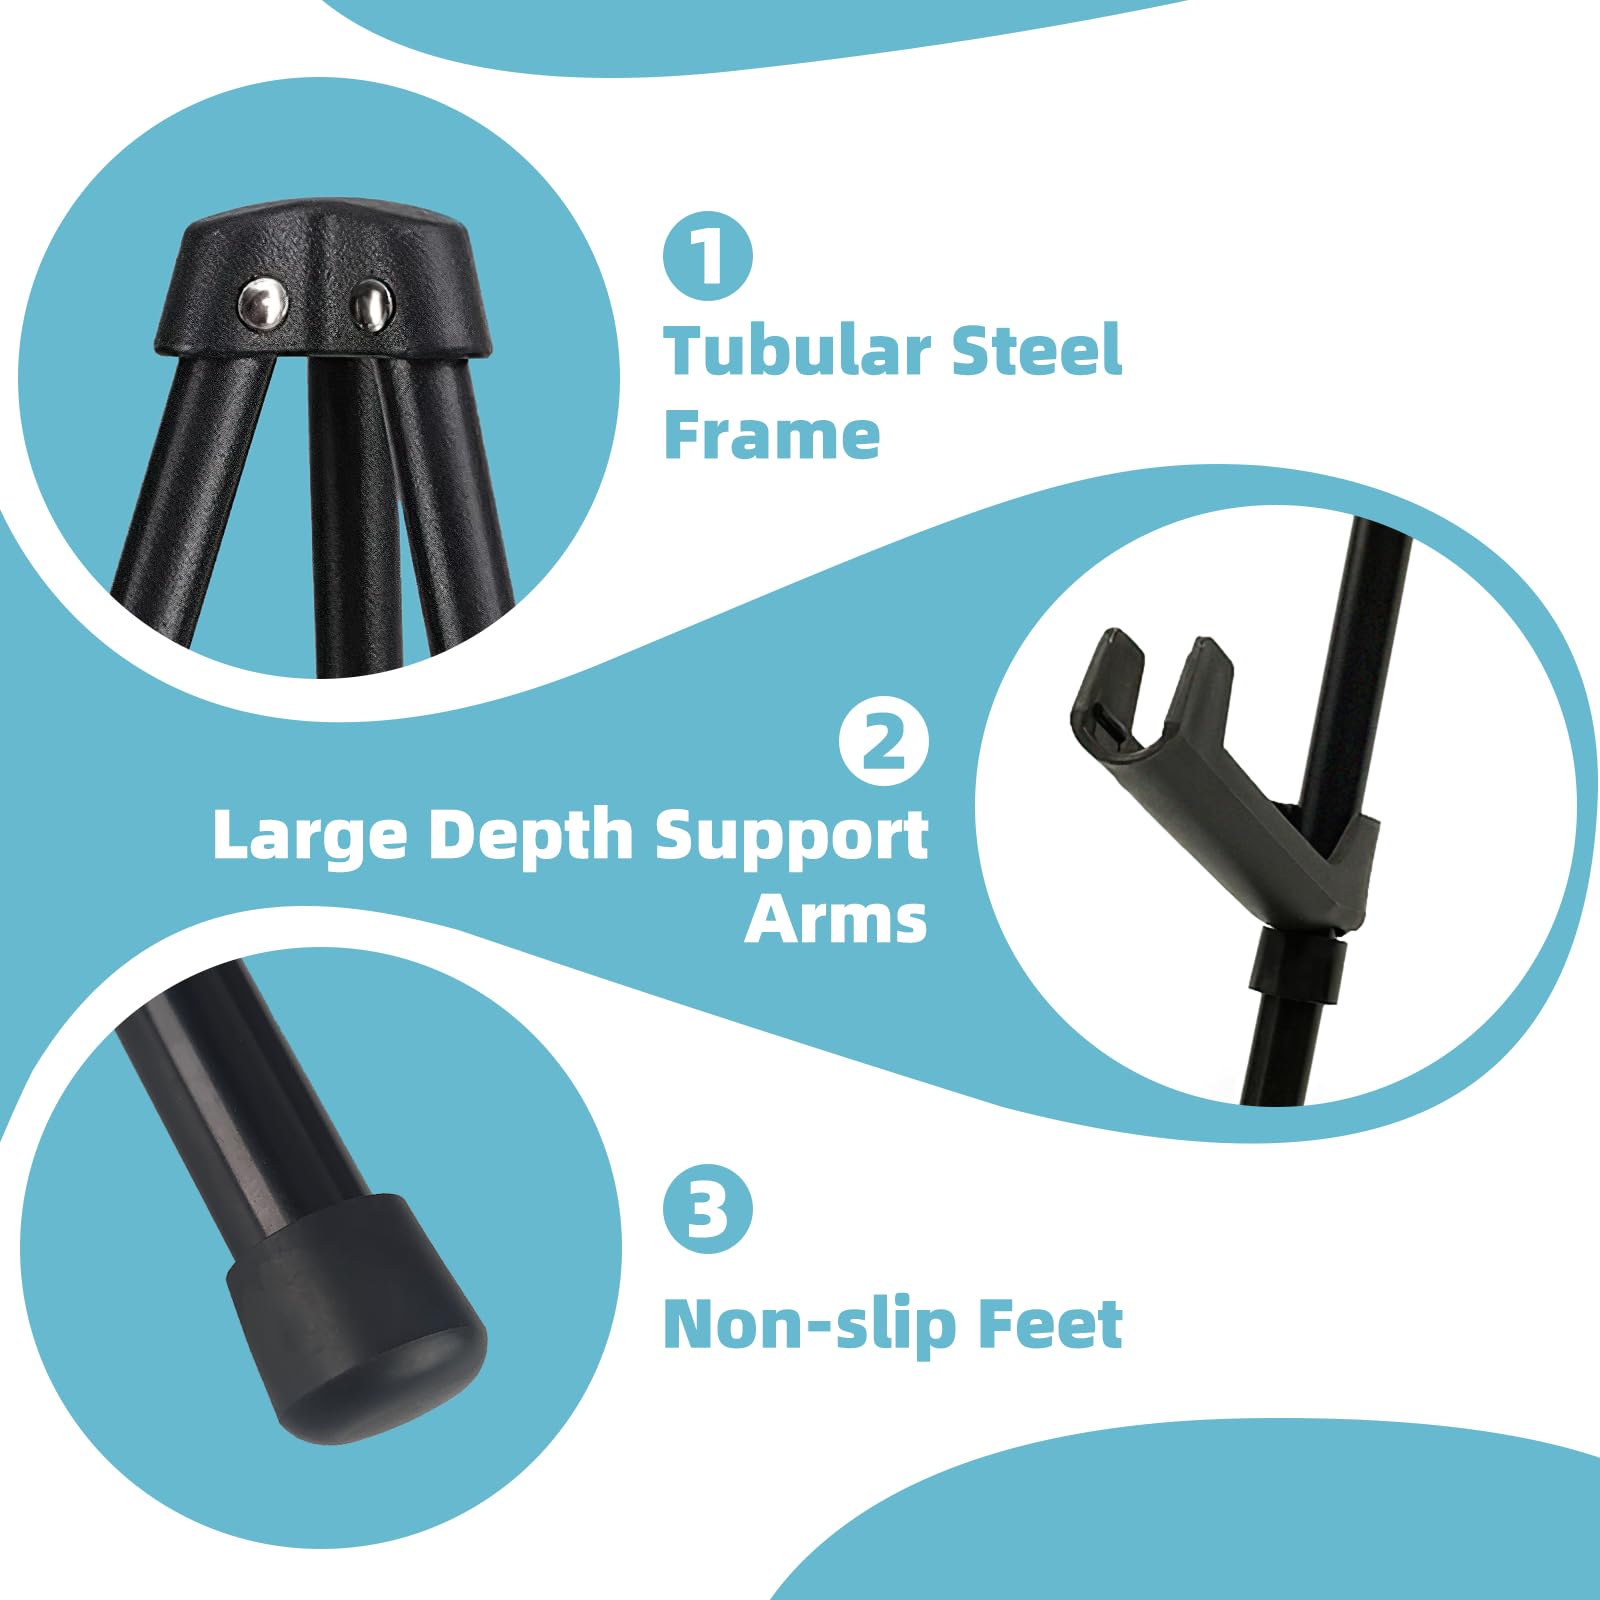 1
Tubular Steel
Frame
2
Large Depth Support
Arms
3
Non-slip Feet